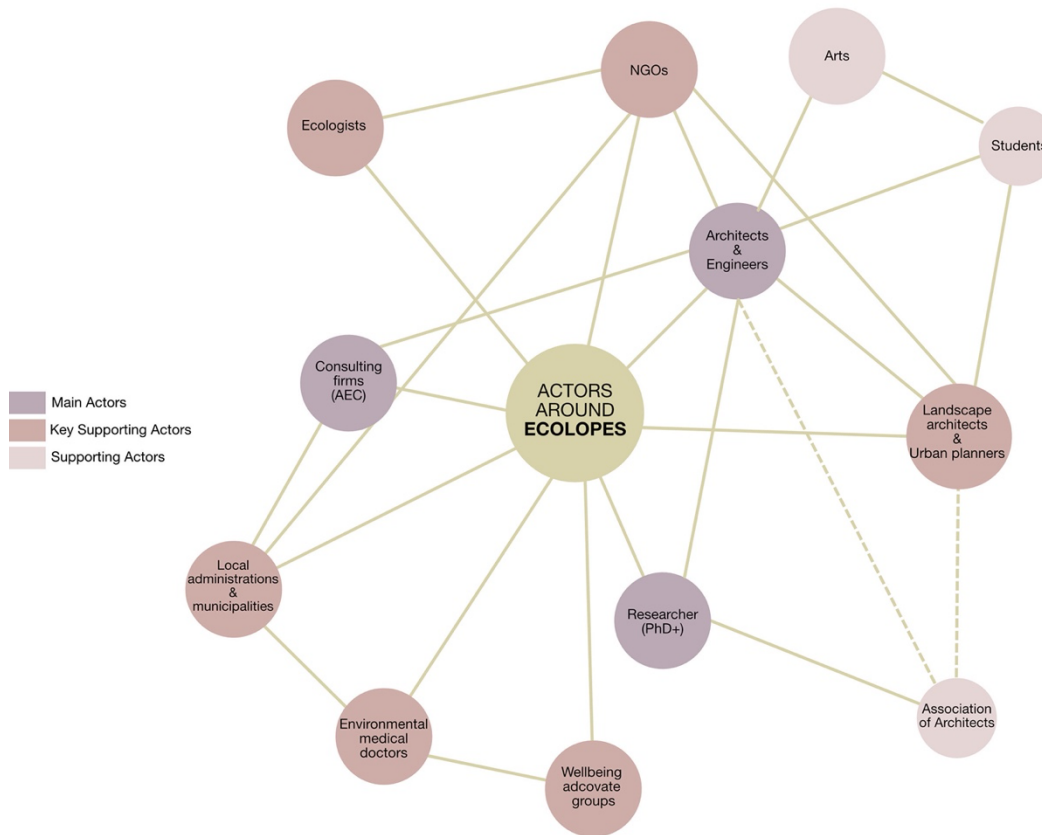 NGOs
Arts
Ecologists
Students
Architects
&
Engineers
Consulting
firms
(AEC)
ACTORS
AROUND
ECOLOPES
Landscape
architects
&
Urban planners
Main Actors
Key Supporting Actors
Supporting Actors
Local
administrations
&
municipalities
Researcher
(PhD+)
Association
of Architects
Environmental
medical
doctors
Wellbeing
adcovate
groups